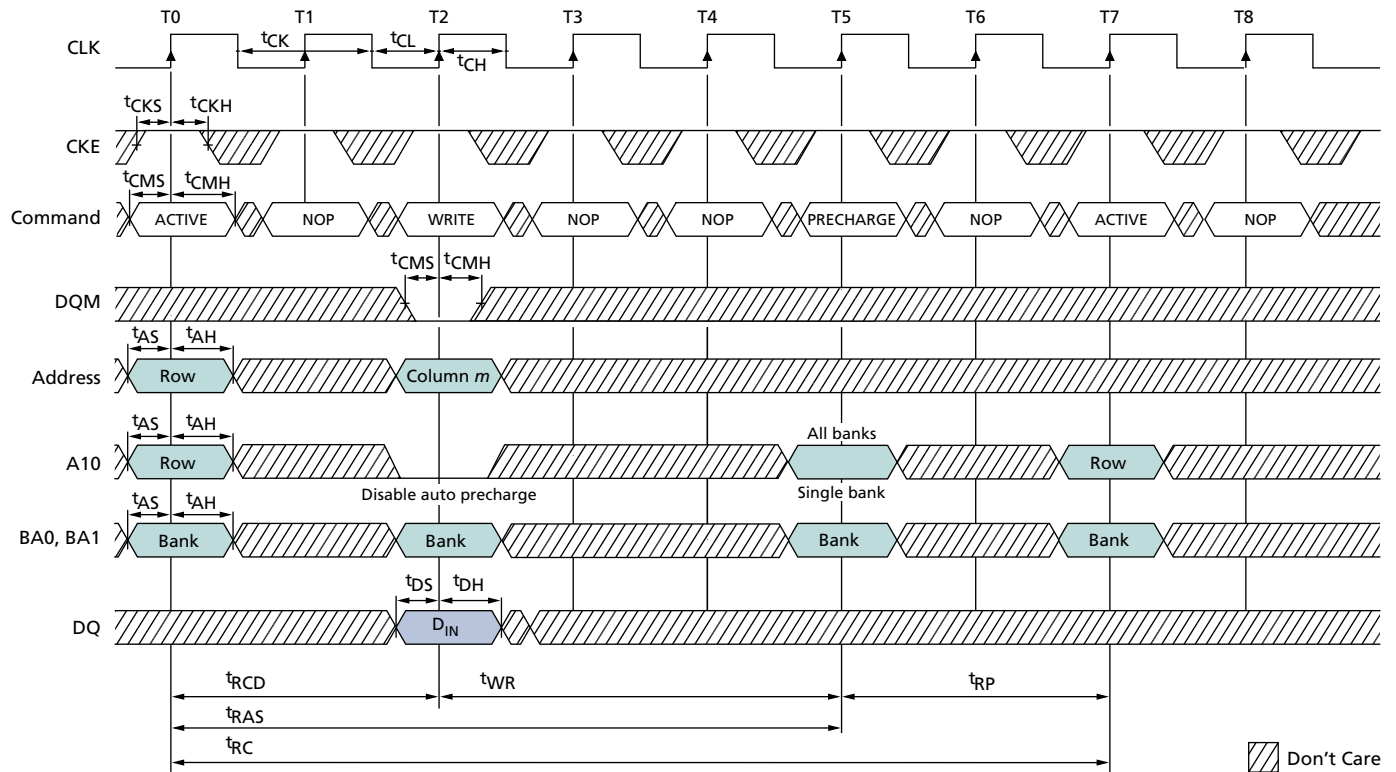 T0 T1 T2 T3 T4 T5 T6 T7 T8
CLK tCK tCL
tCH
tCKS tCKH
CKE
tCMS tCMH
Command ACTIVE NOP WRITE NOP NOP PRECHARGE NOP ACTIVE NOP
tCMS tCMH
DQM
tAS tAH
Address Row Column m
tAS tAH
All banks
A10 Row Row
Disable auto precharge Single bank
tAS tAH
BA0, BA1 Bank Bank Bank Bank
tDS tDH
DQ DIN
tRCD tWR tRP
tRAS
tRC
Don't Care